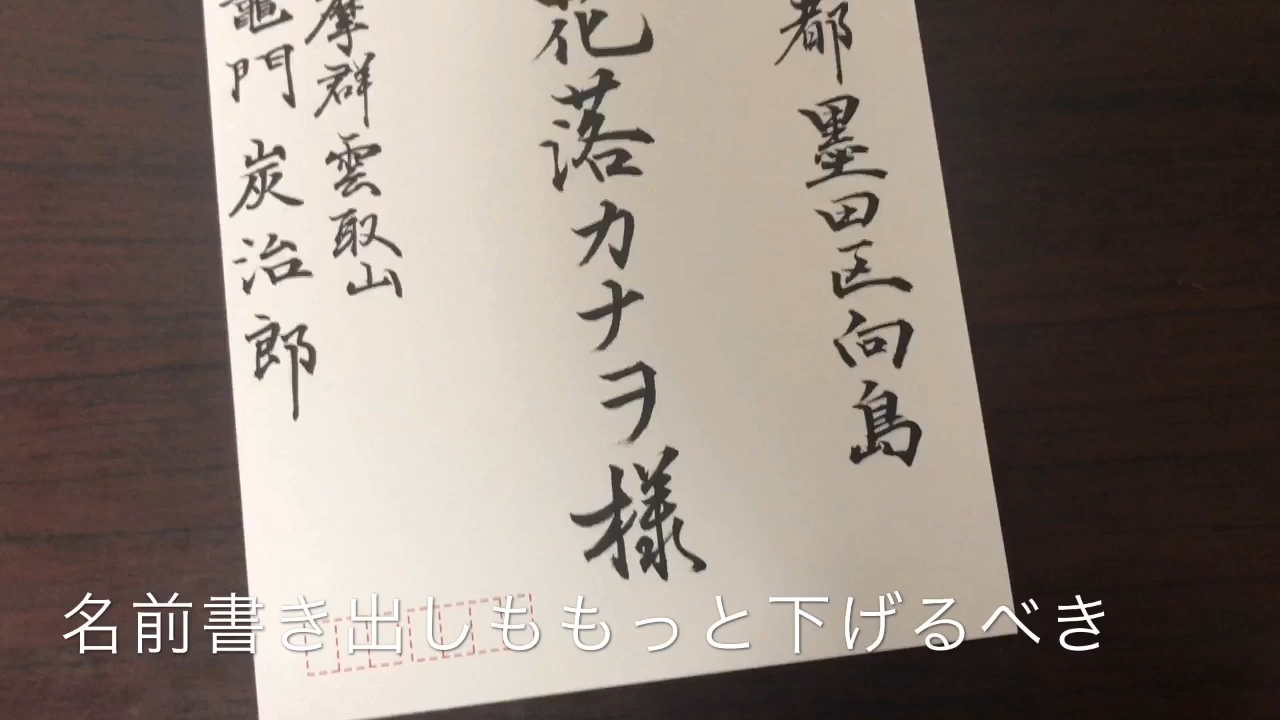 都墨田区向島
花落カナヲ様
摩群雲取山
竈門炭治郎
名前書き出しももっと下げるべき